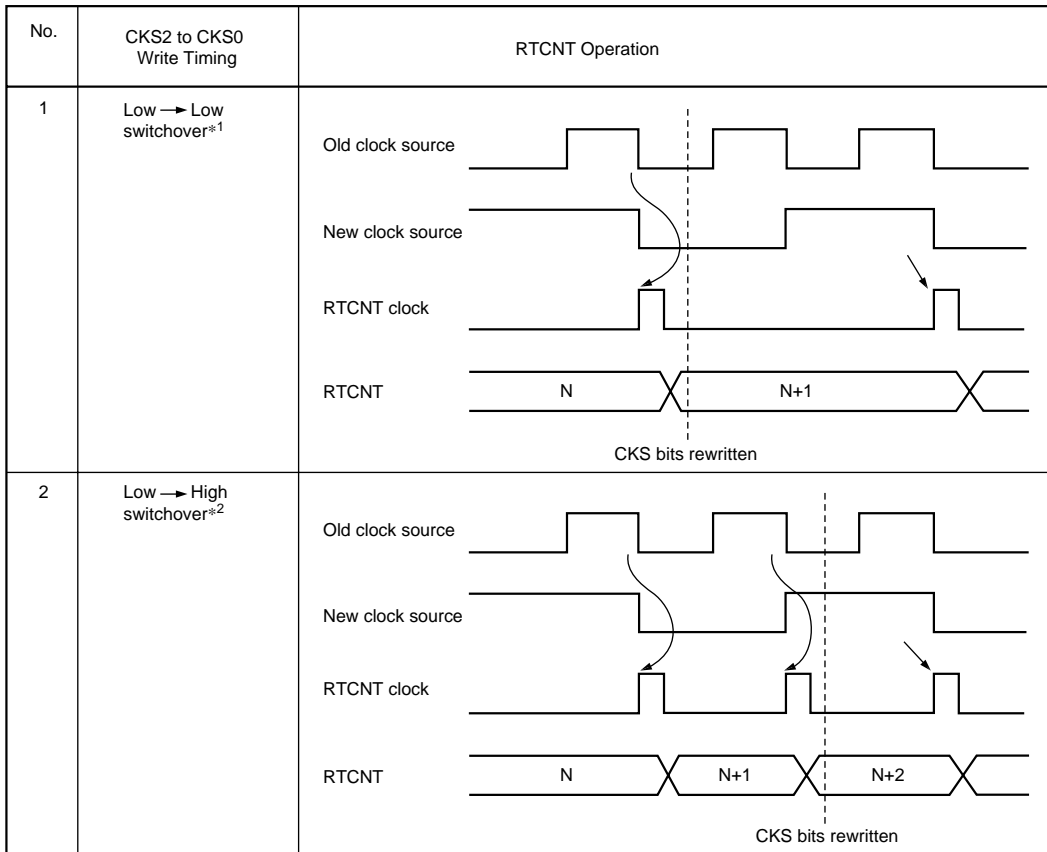 No.
CKS2 to CKS0
Write Timing
RTCNT Operation
1
Low → Low
switchover*1
Old clock source
New clock source
RTCNT clock
RTCNT
N
N+1
CKS bits rewritten
2
Low → High
switchover*2
Old clock source
New clock source
RTCNT clock
RTCNT
N
N+1
N+2
CKS bits rewritten